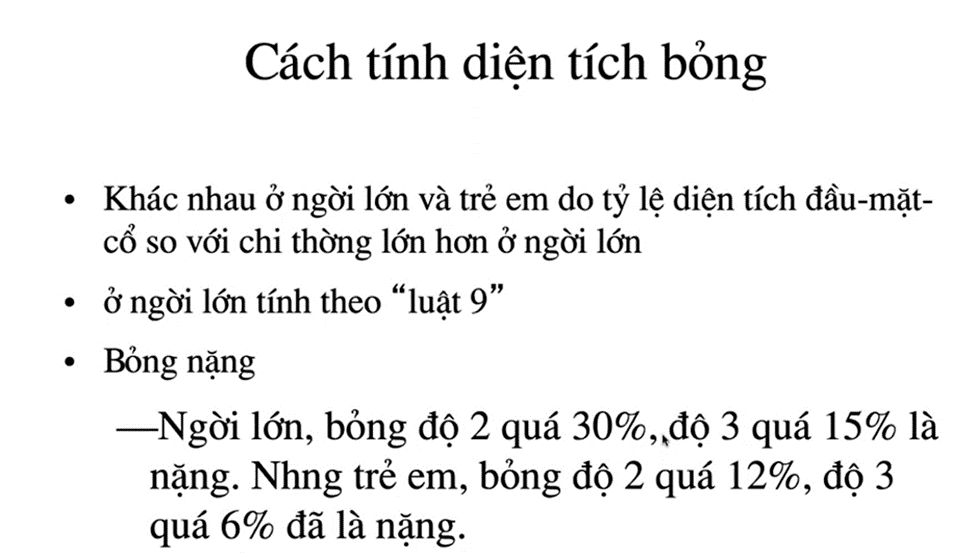 Cách tính diện tích bỏng
• Khác nhau ở ngời lớn và trẻ em do tỷ lệ diện tích đầu-mặt-
cổ so với chi thờng lớn hơn ở ngời lớn
• ở ngời lớn tính theo “luật 9”
• Bỏng nặng
—Ngời lớn, bỏng độ 2 quá 30%, độ 3 quá 15% là
nặng. Nhng trẻ em, bỏng độ 2 quá 12%, độ 3
quá 6% đã là nặng.